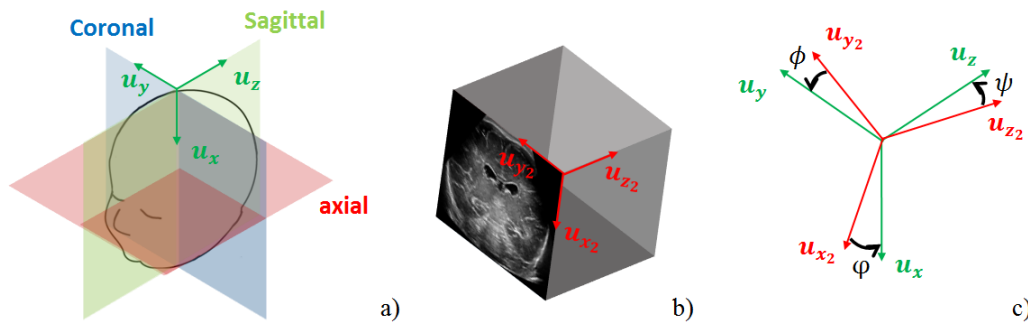 Coronal
Sagittal
u_y
u_z
u_x
axial
a)
u_y₂
u_z₂
u_x₂
b)
u_y₂
ϕ
u_z
ψ
u_y
u_z₂
u_x₂
φ
u_x
c)